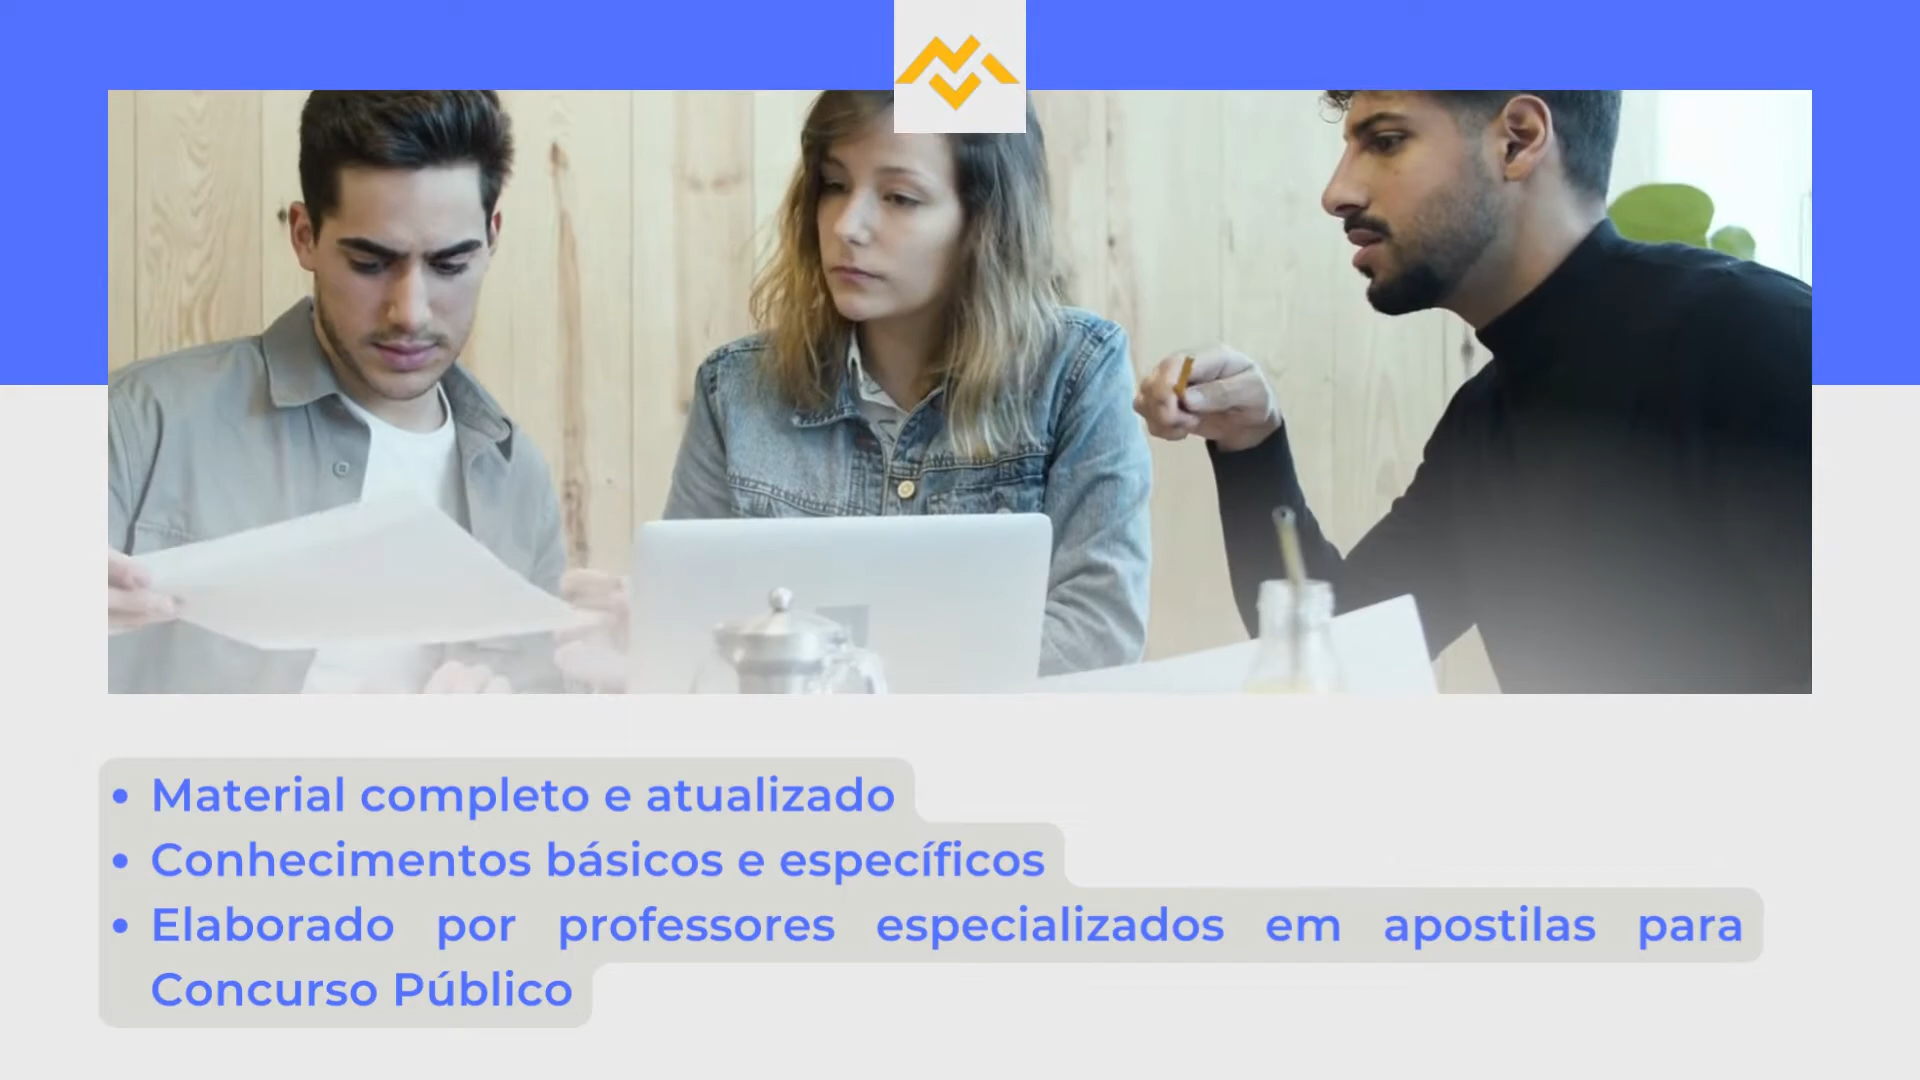 • Material completo e atualizado
• Conhecimentos básicos e específicos
• Elaborado por professores especializados em apostilas para
Concurso Público